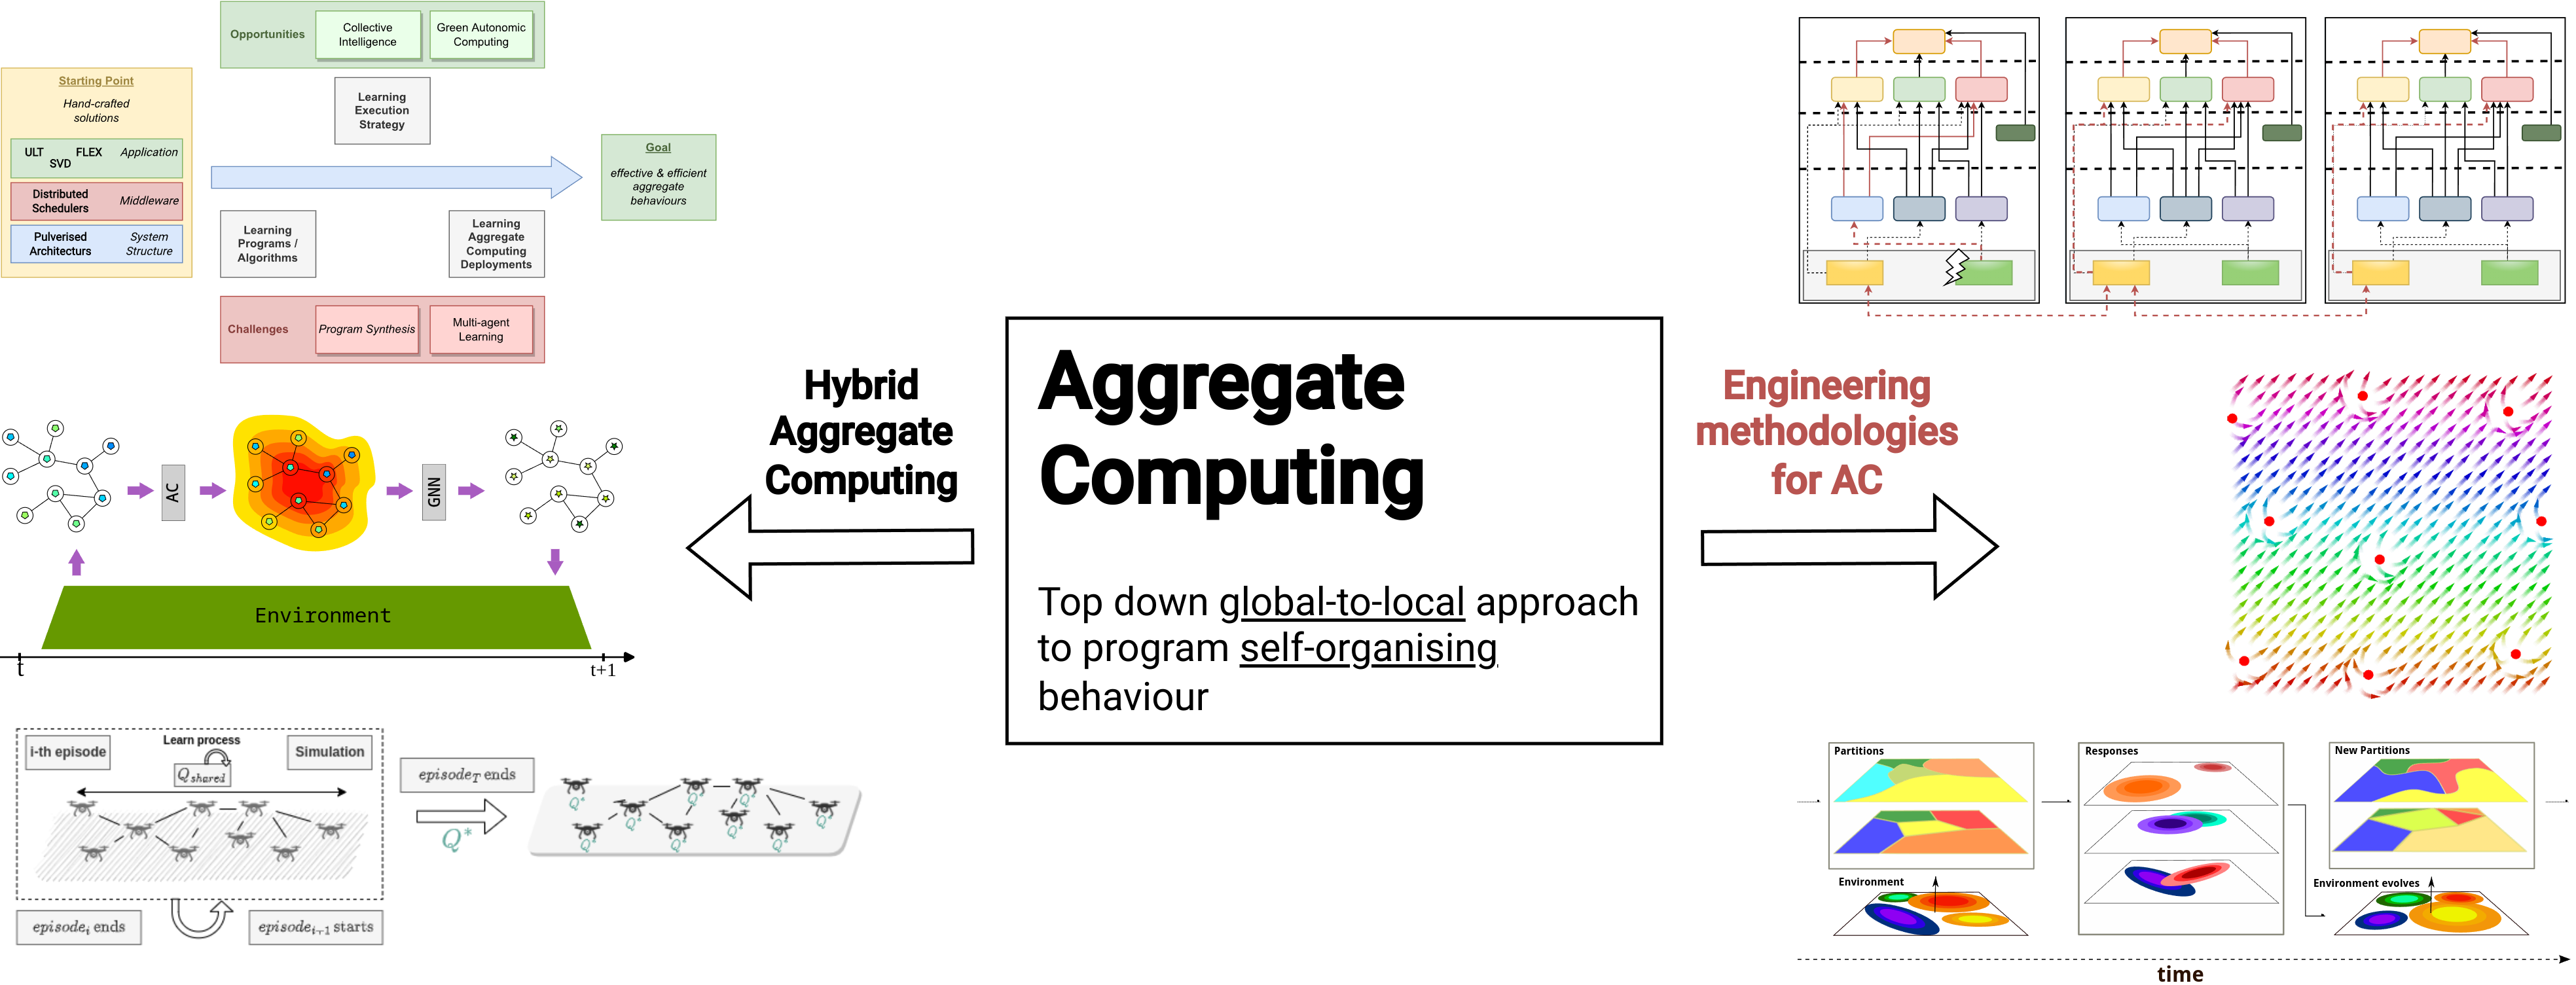 Opportunities
Collective
Intelligence
Green Autonomic
Computing
Starting Point
Hand-crafted
solutions
ULT FLEX
SVD
Application
Distributed
Schedulers
Middleware
Pulverised
Architecturs
System
Structure
Learning
Execution
Strategy
Goal
effective & efficient
aggregate
behaviours
Learning
Programs /
Algorithms
Learning
Aggregate
Computing
Deployments
Challenges
Program Synthesis
Multi-agent
Learning
AC
GNN
Environment
t
t+1
i-th episode
Learn process
Q shared
Simulation
episode_i ends
episode_{i+1} starts
episode_T ends
Q*
Q*
Q*
Q*
Q*
Q*
Q*
Q*
Q*
Hybrid
Aggregate
Computing
Aggregate
Computing
Top down global-to-local approach
to program self-organising
behaviour
Engineering
methodologies
for AC
Partitions
Responses
New Partitions
Environment
Environment evolves
time